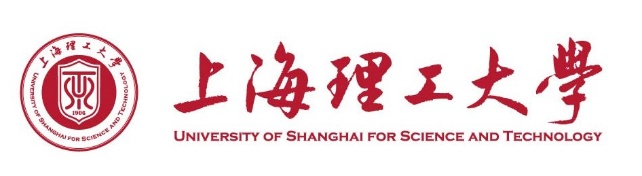 上海理工大學
UNIVERSITY OF SHANGHAI FOR SCIENCE AND TECHNOLOGY
1906
上海理工大學
UNIVERSITY OF SHANGHAI FOR SCIENCE AND TECHNOLOGY